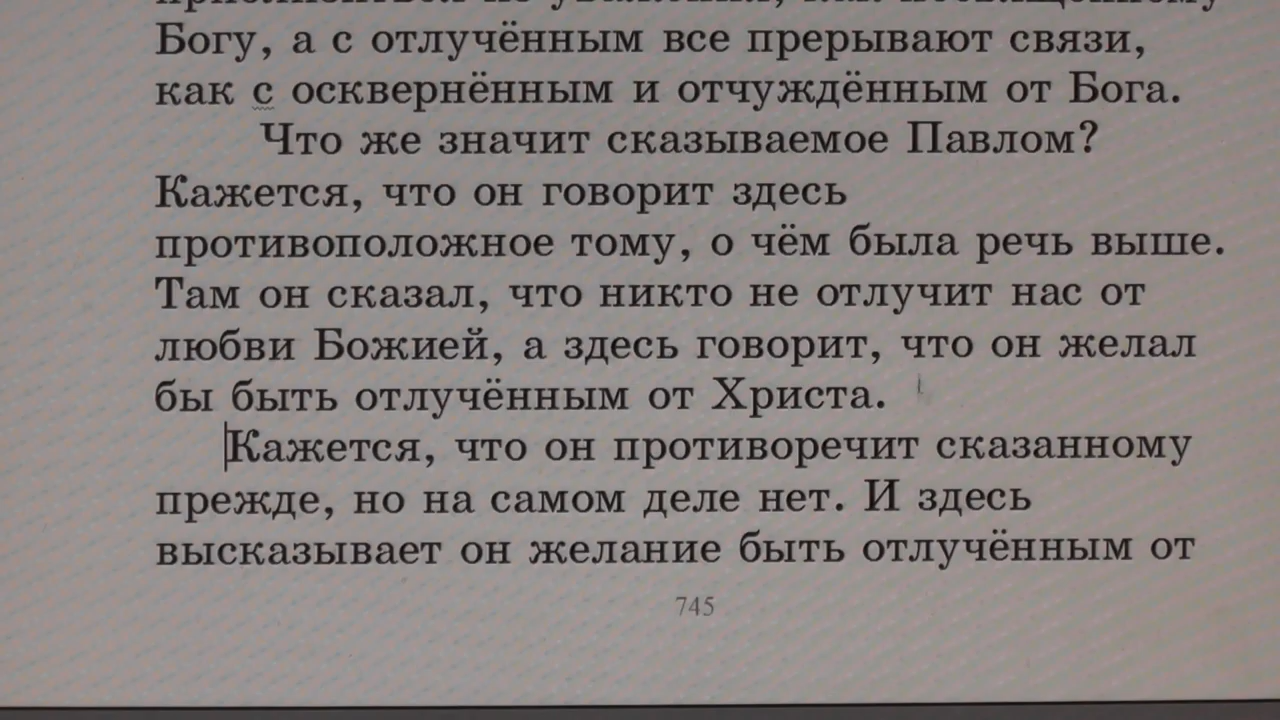 Богу, а с отлучённым все прерывают связи,
как с осквернённым и отчуждённым от Бога.
Что же значит сказываемое Павлом?
Кажется, что он говорит здесь
противоположное тому, о чём была речь выше.
Там он сказал, что никто не отлучит нас от
любви Божией, а здесь говорит, что он желал
бы быть отлучённым от Христа.
Кажется, что он противоречит сказанному
прежде, но на самом деле нет. И здесь
высказывает он желание быть отлучённым от
745